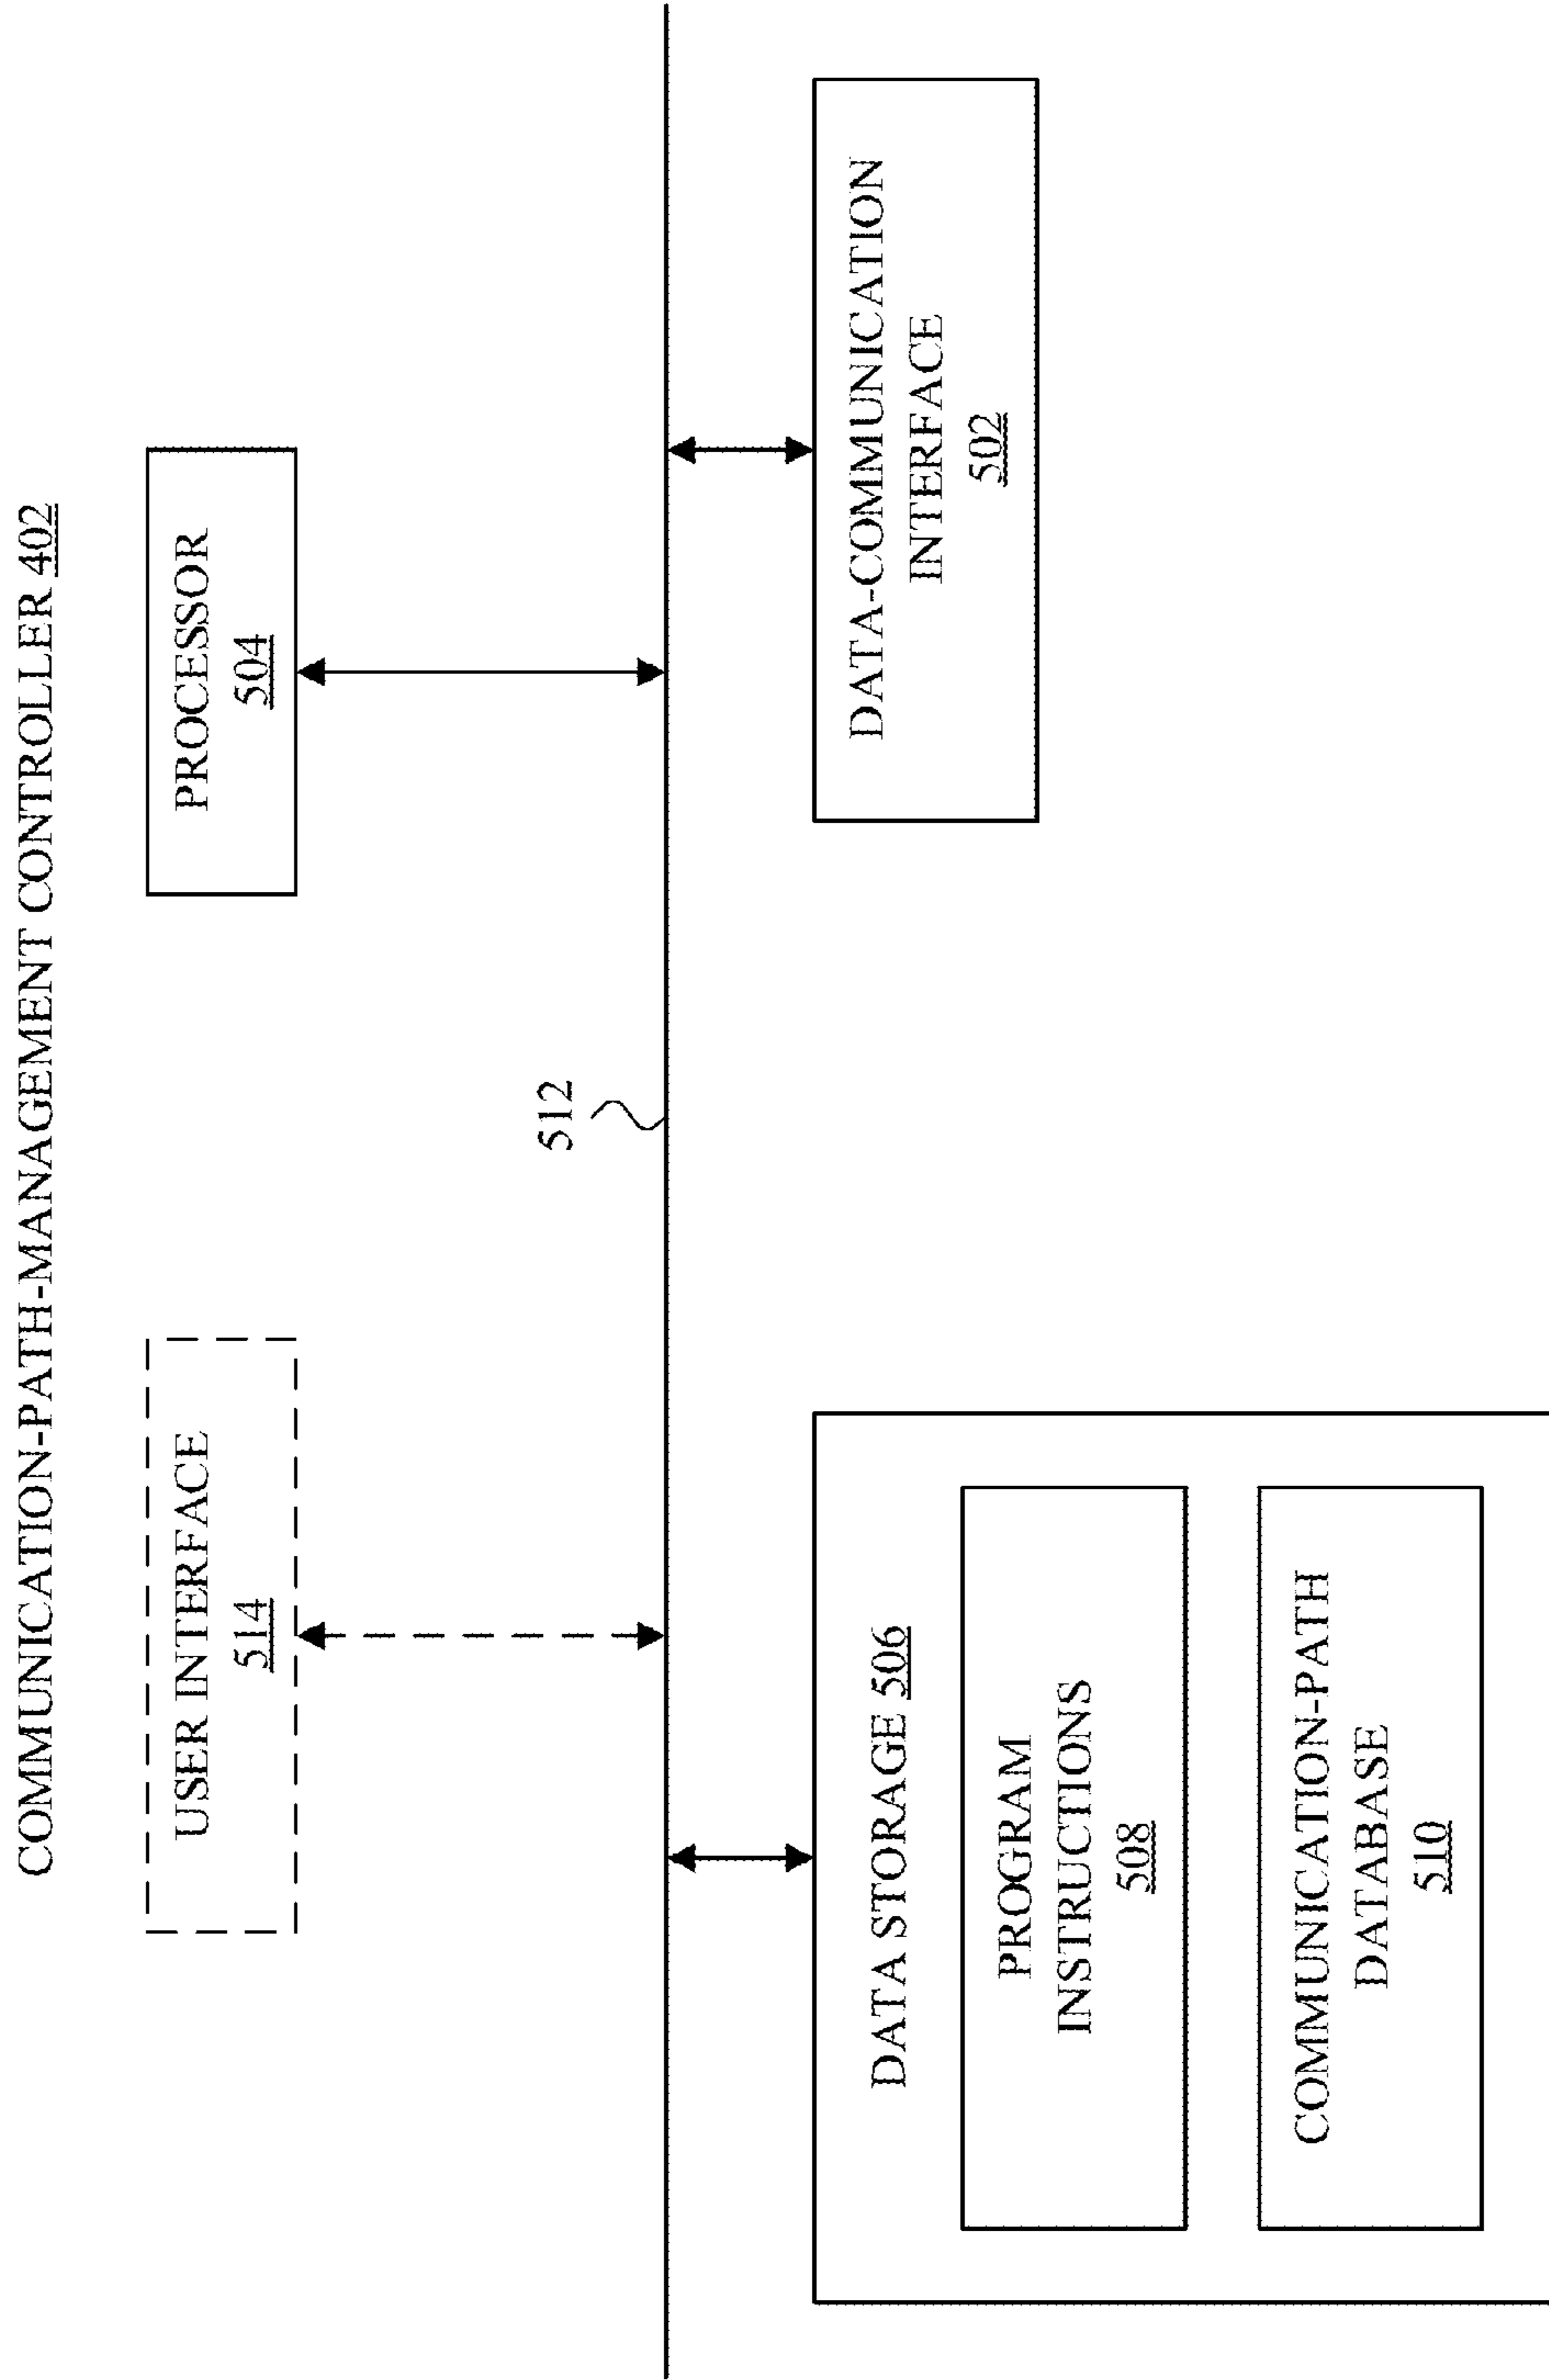 COMMUNICATION-PATH-MANAGEMENT CONTROLLER 402
USER INTERFACE
514
PROCESSOR
504
512
DATA STORAGE 506
PROGRAM
INSTRUCTIONS
508
COMMUNICATION-PATH
DATABASE
510
DATA-COMMUNICATION
INTERFACE
502